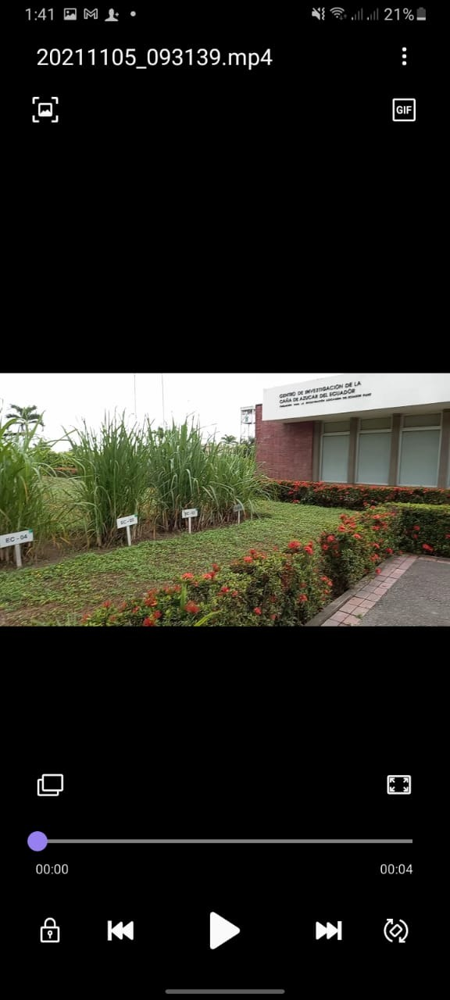 1:41
21%
20211105_093139.mp4
GIF
CENTRO DE INVESTIGACIÓN DE LA
CAÑA DE AZUCAR DEL ECUADOR
EC - 04
00:00
00:04